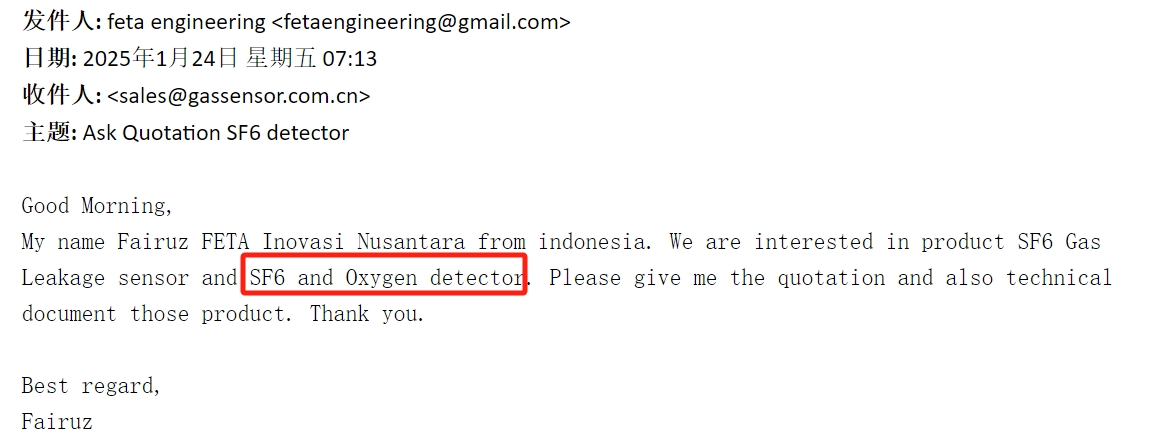 发件人: feta engineering <fetaengineering@gmail.com>
日期: 2025年1月24日 星期五 07:13
收件人: <sales@gassensor.com.cn>
主题: Ask Quotation SF6 detector
Good Morning,
My name Fairuz FETA Inovasi Nusantara from indonesia. We are interested in product SF6 Gas
Leakage sensor and SF6 and Oxygen detector. Please give me the quotation and also technical
document those product. Thank you.
Best regard,
Fairuz